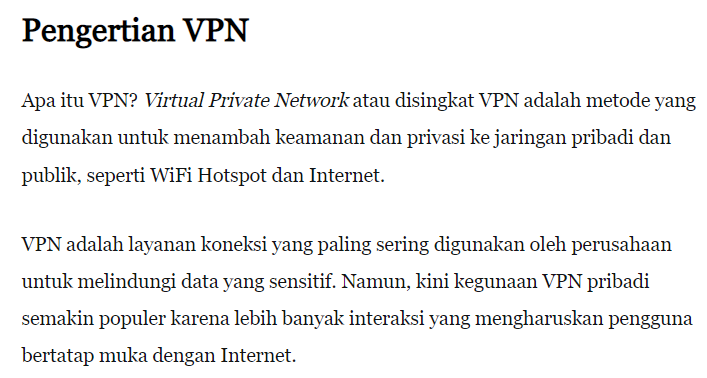 Pengertian VPN
Apa itu VPN? Virtual Private Network atau disingkat VPN adalah metode yang
digunakan untuk menambah keamanan dan privasi ke jaringan pribadi dan
publik, seperti WiFi Hotspot dan Internet.
VPN adalah layanan koneksi yang paling sering digunakan oleh perusahaan
untuk melindungi data yang sensitif. Namun, kini kegunaan VPN pribadi
semakin populer karena lebih banyak interaksi yang mengharuskan pengguna
bertatap muka dengan Internet.